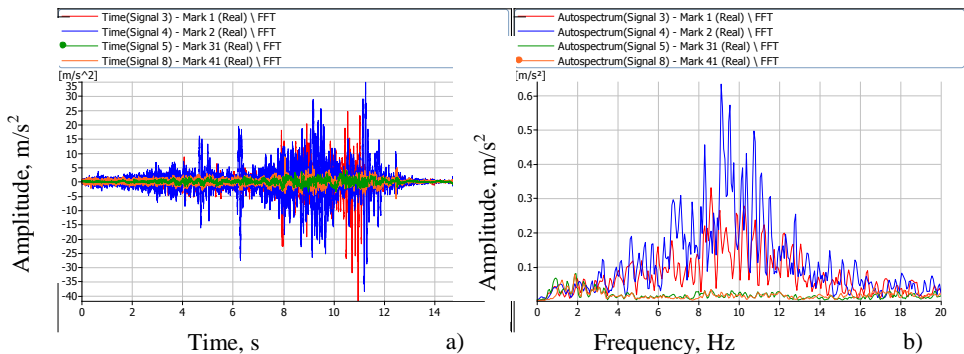 Time(Signal 3) - Mark 1 (Real) \ FFT
Time(Signal 4) - Mark 2 (Real) \ FFT
Time(Signal 5) - Mark 31 (Real) \ FFT
Time(Signal 8) - Mark 41 (Real) \ FFT
[m/s^2]
35
30
25
20
15
10
5
0
-5
-10
-15
-20
-25
-30
-35
-40
0 2 4 6 8 10 12 14
Amplitude, m/s²
Time, s a)
Autospectrum(Signal 3) - Mark 1 (Real) \ FFT
Autospectrum(Signal 4) - Mark 2 (Real) \ FFT
Autospectrum(Signal 5) - Mark 31 (Real) \ FFT
Autospectrum(Signal 8) - Mark 41 (Real) \ FFT
[m/s²]
0.6
0.5
0.4
0.3
0.2
0.1
0 2 4 6 8 10 12 14 16 18 20
Amplitude, m/s²
Frequency, Hz b)